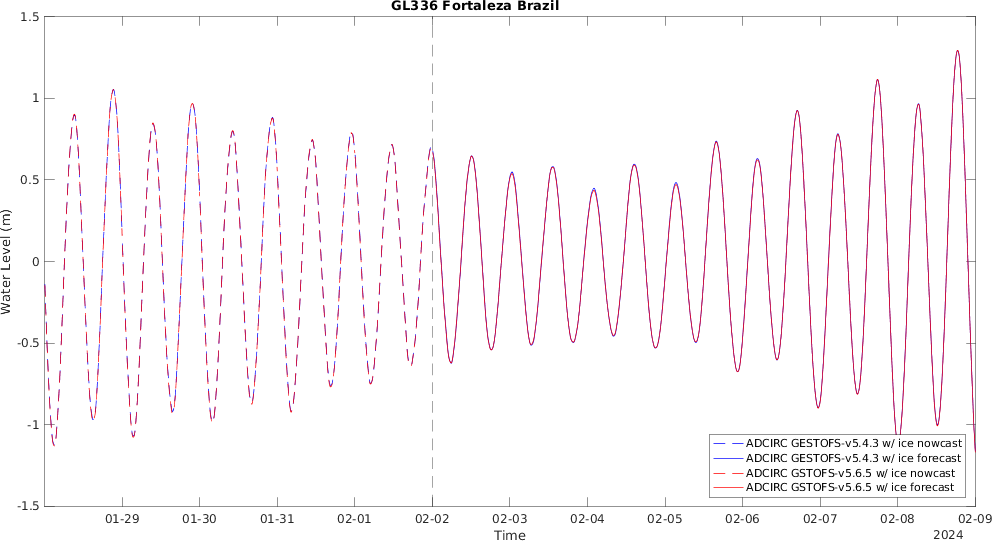 GL336 Fortaleza Brazil
1.5
1
0.5
0
-0.5
-1
-1.5
Water Level (m)
01-29 01-30 01-31 02-01 02-02 02-03 02-04 02-05 02-06 02-07 02-08 02-09
Time
2024
ADCIRC GESTOFS-v5.4.3 w/ ice nowcast
ADCIRC GESTOFS-v5.4.3 w/ ice forecast
ADCIRC GSTOFS-v5.6.5 w/ ice nowcast
ADCIRC GSTOFS-v5.6.5 w/ ice forecast